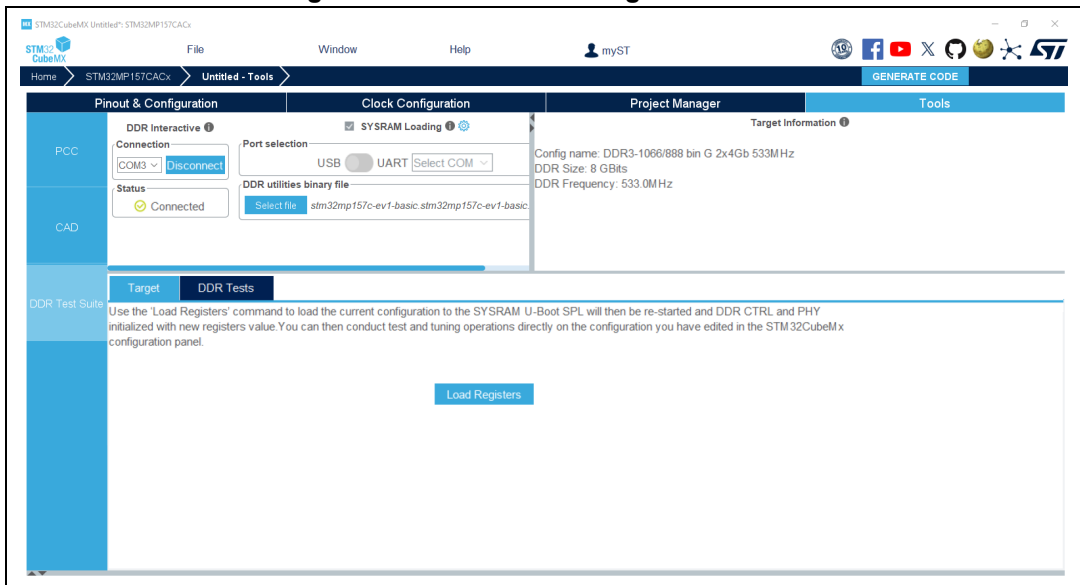 STM32CubeMX Untitled*: STM32MP157CACx
STM32 CubeMX
File
Window
Help
myST
10
Home
STM32MP157CACx
Untitled - Tools
GENERATE CODE
Pinout & Configuration
Clock Configuration
Project Manager
Tools
PCC
CAD
DDR Test Suite
DDR Interactive
SYSRAM Loading
Connection
COM3
Disconnect
Port selection
USB
UART
Select COM
Status
Connected
DDR utilities binary file
Select file
stm32mp157c-ev1-basic.stm32mp157c-ev1-basic.
Target Information
Config name: DDR3-1066/888 bin G 2x4Gb 533MHz
DDR Size: 8 GBits
DDR Frequency: 533.0MHz
Target
DDR Tests
Use the 'Load Registers' command to load the current configuration to the SYSRAM U-Boot SPL will then be re-started and DDR CTRL and PHY
initialized with new registers value.You can then conduct test and tuning operations directly on the configuration you have edited in the STM32CubeMx
configuration panel.
Load Registers